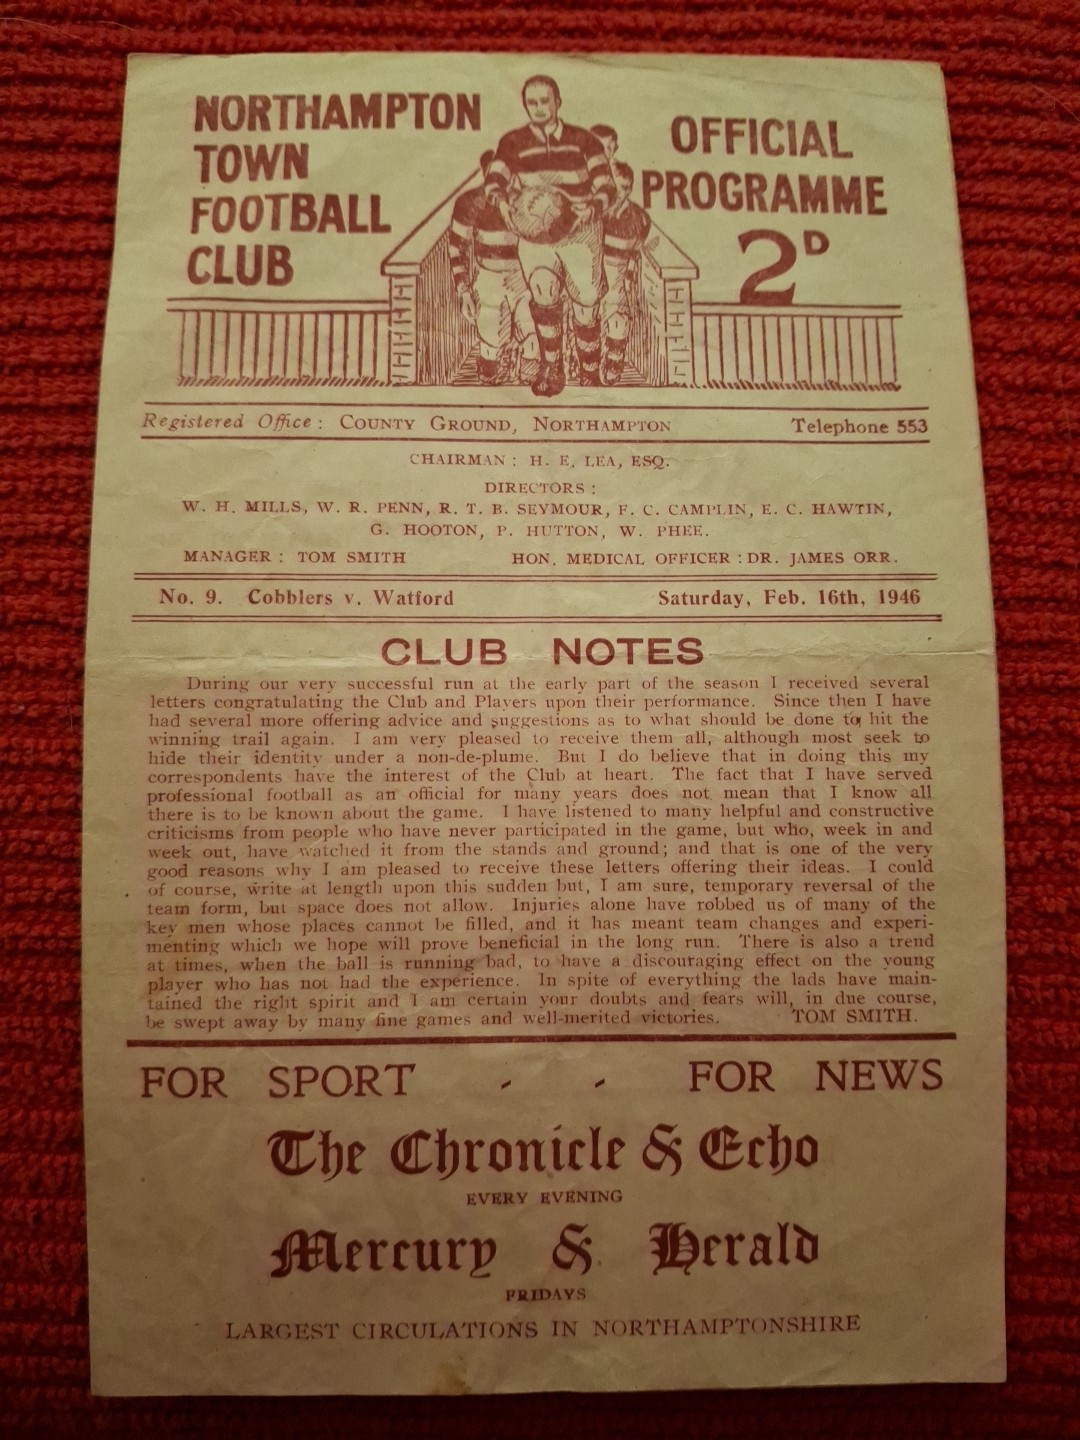 NORTHAMPTON
TOWN
FOOTBALL
CLUB
OFFICIAL
PROGRAMME
2D
Registered Office: COUNTY GROUND, NORTHAMPTON Telephone 553
CHAIRMAN: H. E. LEA, ESQ.
DIRECTORS:
W. H. MILLS, W. R. PENN, R. T. B. SEYMOUR, F. C. CAMPLIN, E. C. HAWTIN,
G. HOOTON, P. HUTTON, W. PHEE.
MANAGER: TOM SMITH HON. MEDICAL OFFICER: DR. JAMES ORR.
No. 9. Cobblers v. Watford Saturday, Feb. 16th, 1946
CLUB NOTES
During our very successful run at the early part of the season I received several
letters congratulating the Club and Players upon their performance. Since then I have
had several more offering advice and suggestions as to what should be done to hit the
winning trail again. I am very pleased to receive them all, although most seek to
hide their identity under a non-de-plume. But I do believe that in doing this my
correspondents have the interest of the Club at heart. The fact that I have served
professional football as an official for many years does not mean that I know all
there is to be known about the game. I have listened to many helpful and constructive
criticisms from people who have never participated in the game, but who, week in and
week out, have watched it from the stands and ground; and that is one of the very
good reasons why I am pleased to receive these letters offering their ideas. I could
of course, write at length upon this sudden but, I am sure, temporary reversal of the
team form, but space does not allow. Injuries alone have robbed us of many of the
key men whose places cannot be filled, and it has meant team changes and experi-
menting which we hope will prove beneficial in the long run. There is also a trend
at times, when the ball is running bad, to have a discouraging effect on the young
player who has not had the experience. In spite of everything the lads have main-
tained the right spirit and I am certain your doubts and fears will, in due course,
be swept away by many fine games and well-merited victories. TOM SMITH.
FOR SPORT - - FOR NEWS
The Chronicle & Echo
EVERY EVENING
Mercury & Herald
FRIDAYS
LARGEST CIRCULATIONS IN NORTHAMPTONSHIRE